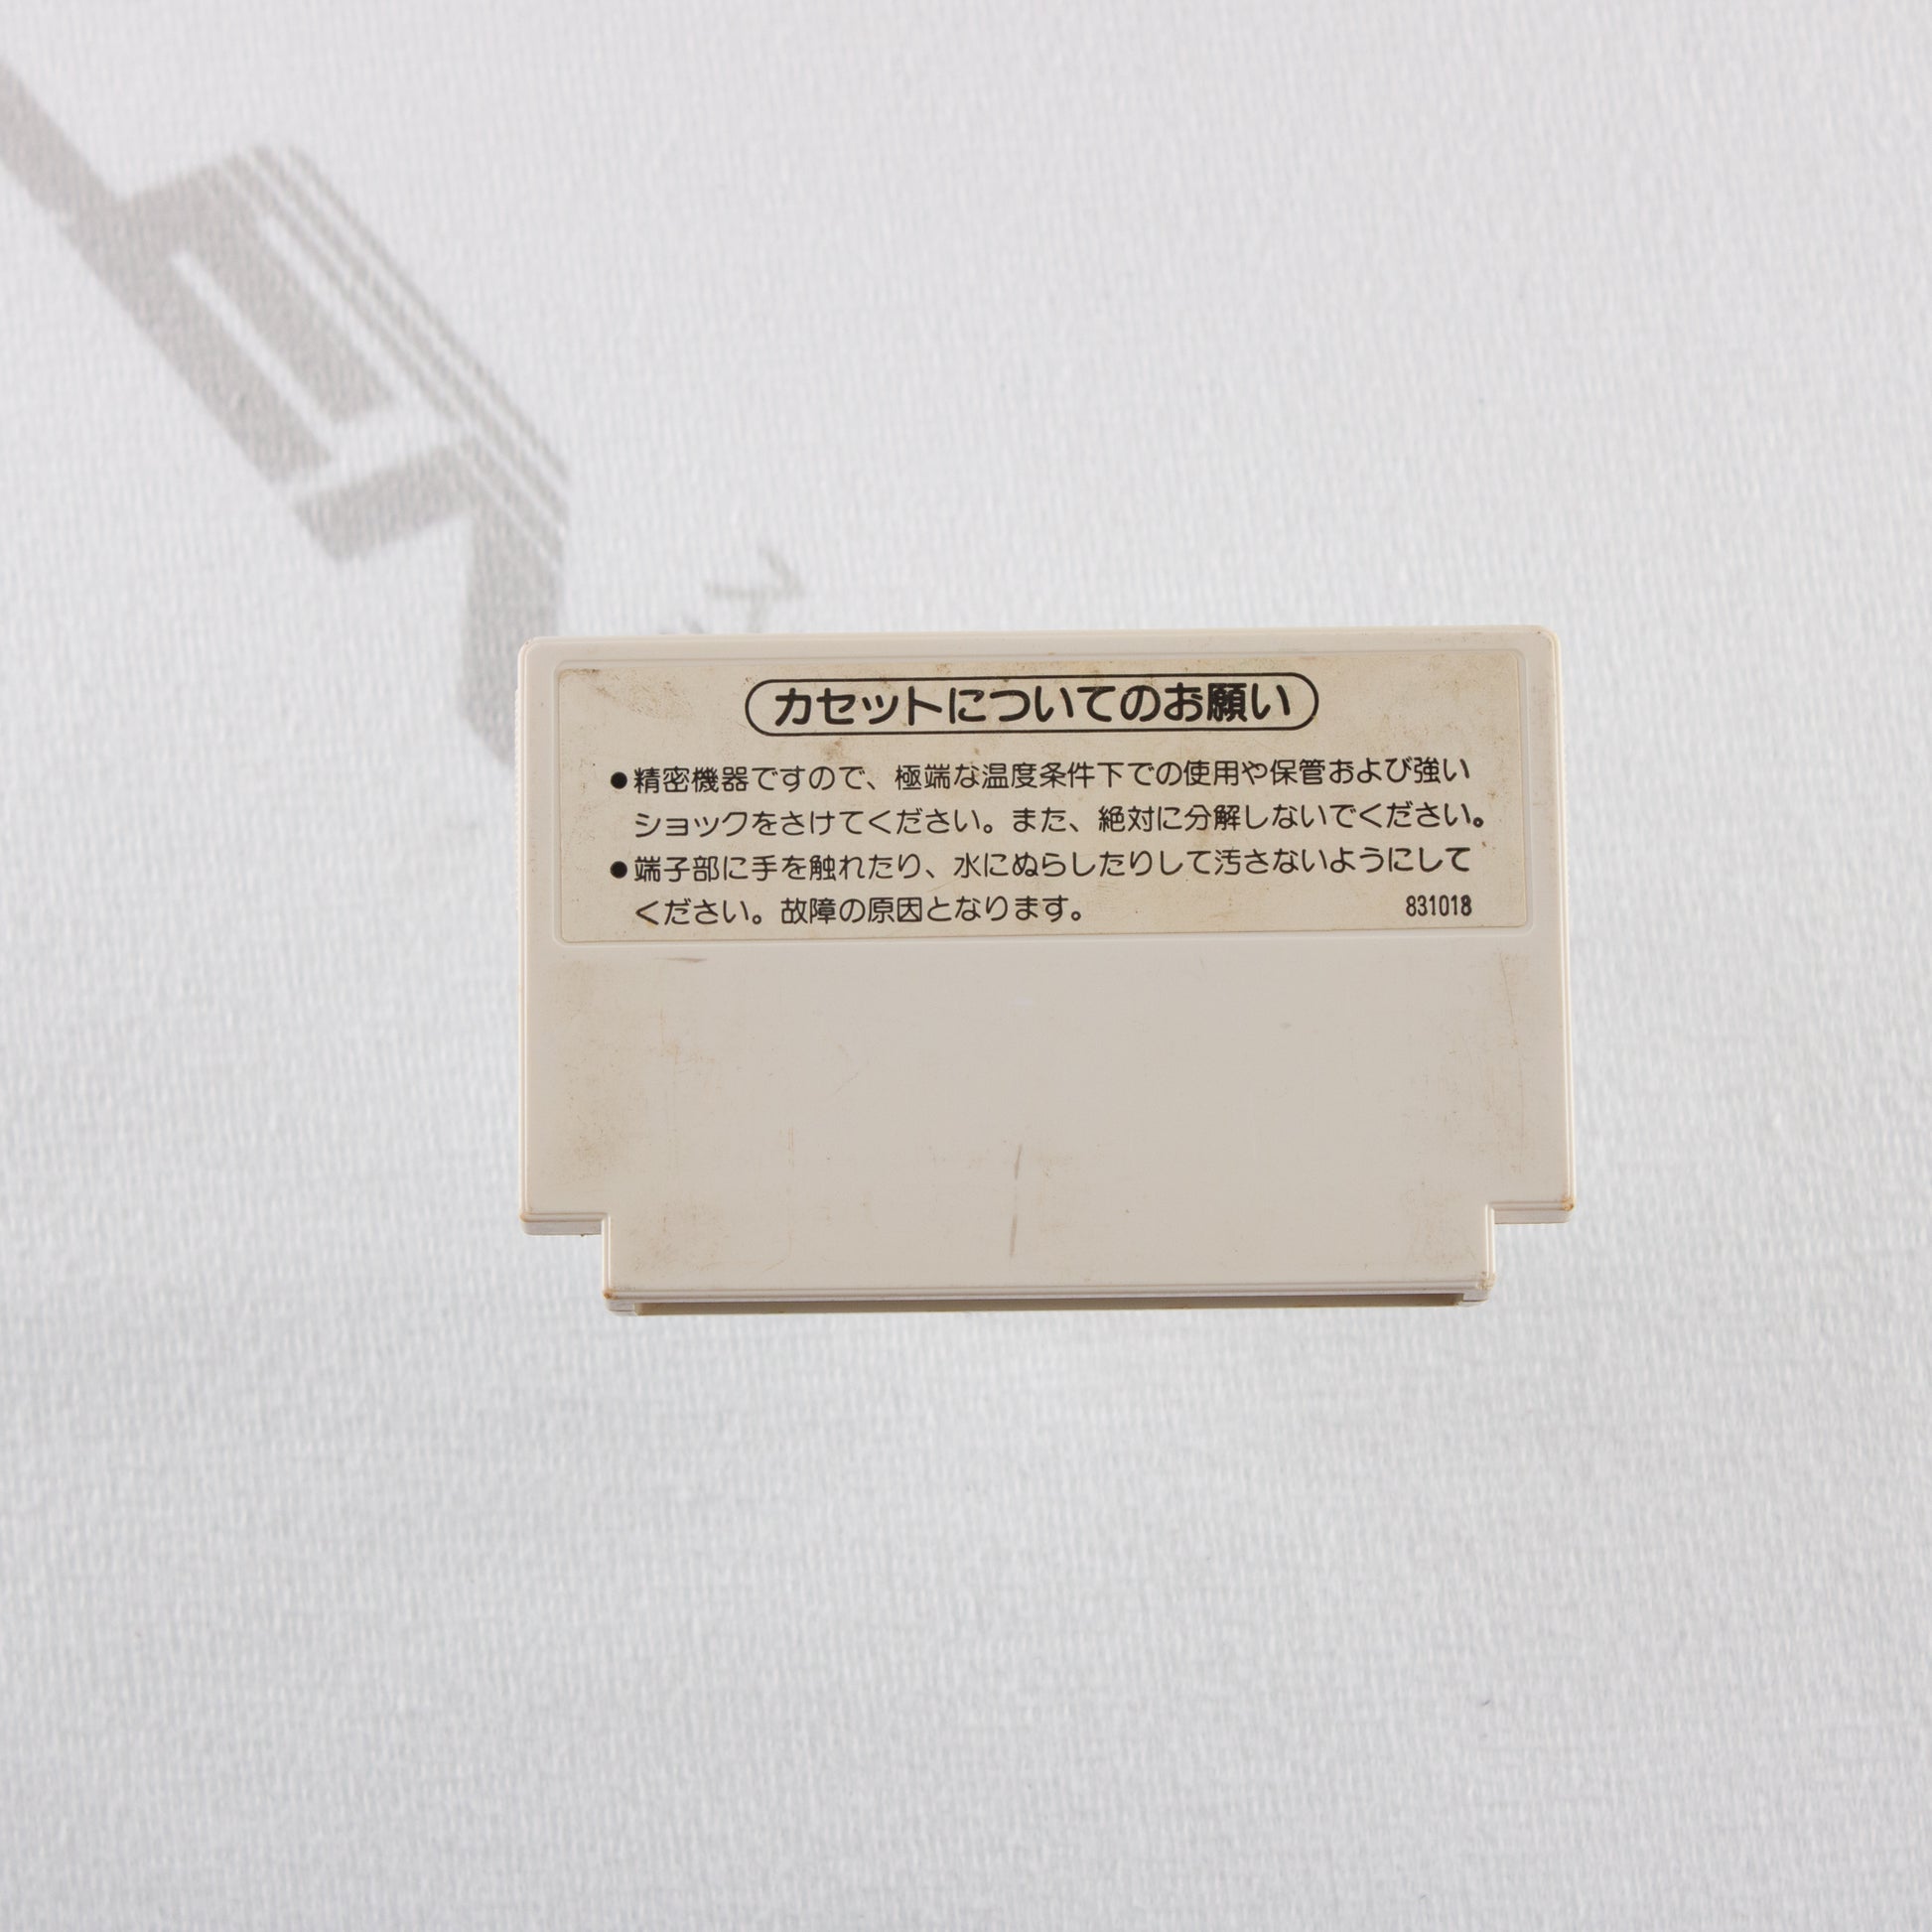 カセットについてのお願い
●精密機器ですので、極端な温度条件下での使用や保管および強い
ショックをさけてください。また、絶対に分解しないでください。
●端子部に手を触れたり、水にぬらしたりして汚さないようにして
ください。故障の原因となります。 831018